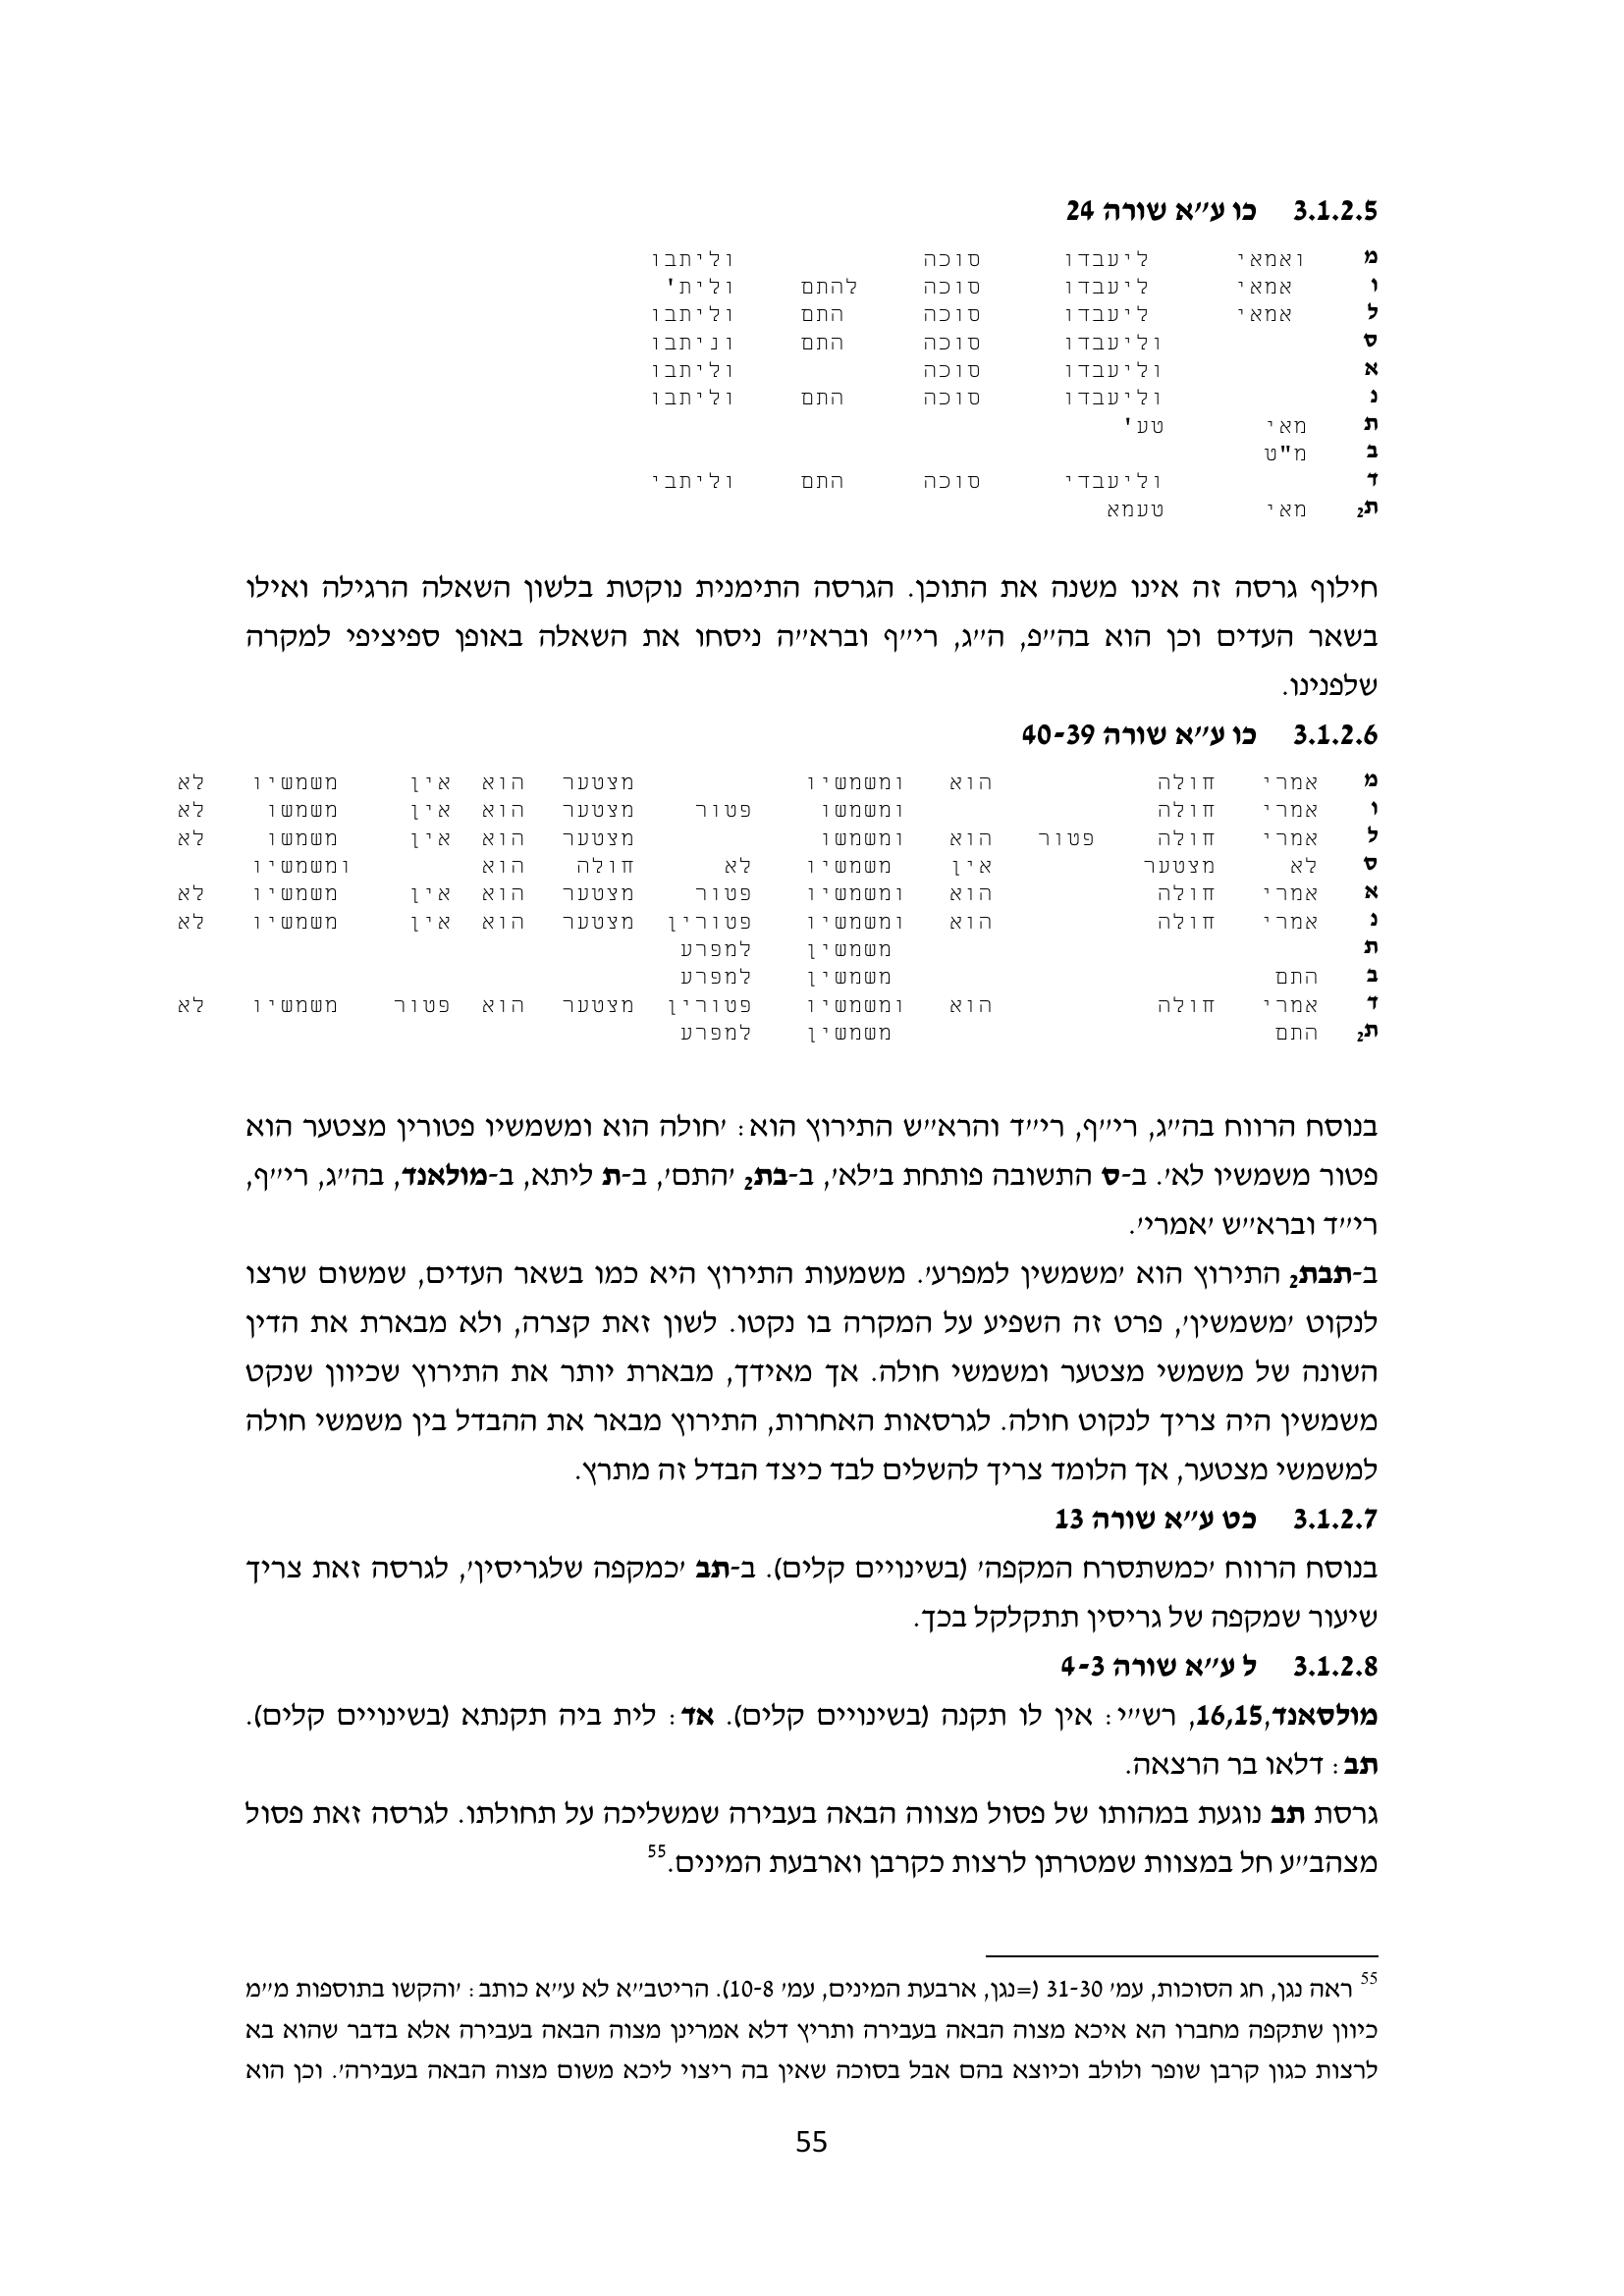 3.1.2.5 כו ע״א שורה 24
מ ואמאי ליעבדו סוכה וליתבו
ו אמאי ליעבדו סוכה להתם ולית'
ל אמאי ליעבדו סוכה התם וליתבו
ס וליעבדו סוכה התם וניתבו
א וליעבדו סוכה וליתבו
נ וליעבדו סוכה התם וליתבו
ת מאי טע'
ב מ"ט
ד וליעבדי סוכה התם וליתבי
ת₂ מאי טעמא
חילוף גרסה זה אינו משנה את התוכן. הגרסה התימנית נוקטת בלשון השאלה הרגילה ואילו
בשאר העדים וכן הוא בה״פ, ה״ג, רי״ף ובראי״ה ניסחו את השאלה באופן ספיציפי למקרה
שלפנינו.
3.1.2.6 כו ע״א שורה 40-39
מ אמרי חולה הוא ומשמשיו מצטער הוא אין משמשיו לא
ו אמרי חולה ומשמשו פטור מצטער הוא אין משמשו לא
ל אמרי חולה פטור הוא ומשמשו מצטער הוא אין משמשו לא
ס לא מצטער אין משמשיו לא חולה הוא ומשמשיו
א אמרי חולה הוא ומשמשיו פטור מצטער הוא אין משמשיו לא
נ אמרי חולה הוא ומשמשיו פטורין מצטער הוא אין משמשיו לא
ת משמשין למפרע
ב התם משמשין למפרע
ד אמרי חולה הוא ומשמשיו פטורין מצטער הוא פטור משמשיו לא
ת₂ התם משמשין למפרע
בנוסח הרווח בה״ג, רי״ף, רי״ד והרא״ש התירוץ הוא: ׳חולה הוא ומשמשיו פטורין מצטער הוא
פטור משמשיו לא׳. ב-ס התשובה פותחת ב׳לא׳, ב-בת₂ ׳התם׳, ב-ת ליתא, ב-מולאנד, בה״ג, רי״ף,
רי״ד וברא״ש ׳אמרי׳.
ב-תבת₂ התירוץ הוא ׳משמשין למפרע׳. משמעות התירוץ היא כמו בשאר העדים, שמשום שרצו
לנקוט ׳משמשין׳, פרט זה השפיע על המקרה בו נקטו. לשון זאת קצרה, ולא מבארת את הדין
השונה של משמשי מצטער ומשמשי חולה. אך מאידך, מבארת יותר את התירוץ שכיוון שנקט
משמשין היה צריך לנקוט חולה. לגרסאות האחרות, התירוץ מבאר את ההבדל בין משמשי חולה
למשמשי מצטער, אך הלומד צריך להשלים לבד כיצד הבדל זה מתרץ.
3.1.2.7 כט ע״א שורה 13
בנוסח הרווח ׳כמשתסרח המקפה׳ (בשינויים קלים). ב-תב ׳כמקפה שלגריסין׳, לגרסה זאת צריך
שיעור שמקפה של גריסין תתקלקל בכך.
3.1.2.8 ל ע״א שורה 4-3
מולסאנד,16,15, רש״י: אין לו תקנה (בשינויים קלים). אד: לית ביה תקנתא (בשינויים קלים).
תב: דלאו בר הרצאה.
גרסת תב נוגעת במהותו של פסול מצווה הבאה בעבירה שמשליכה על תחולתו. לגרסה זאת פסול
מצהב״ע חל במצוות שמטרתן לרצות כקרבן וארבעת המינים.55
55 ראה נגן, חג הסוכות, עמ׳ 31-30 (=נגן, ארבעת המינים, עמ׳ 10-8). הריטב״א לא ע״א כותב: ׳והקשו בתוספות מ״מ
כיוון שתקפה מחברו הא איכא מצוה הבאה בעבירה ותריץ דלא אמרינן מצוה הבאה בעבירה אלא בדבר שהוא בא
לרצות כגון קרבן שופר ולולב וכיוצא בהם אבל בסוכה שאין בה ריצוי ליכא משום מצוה הבאה בעבירה׳. וכן הוא
55